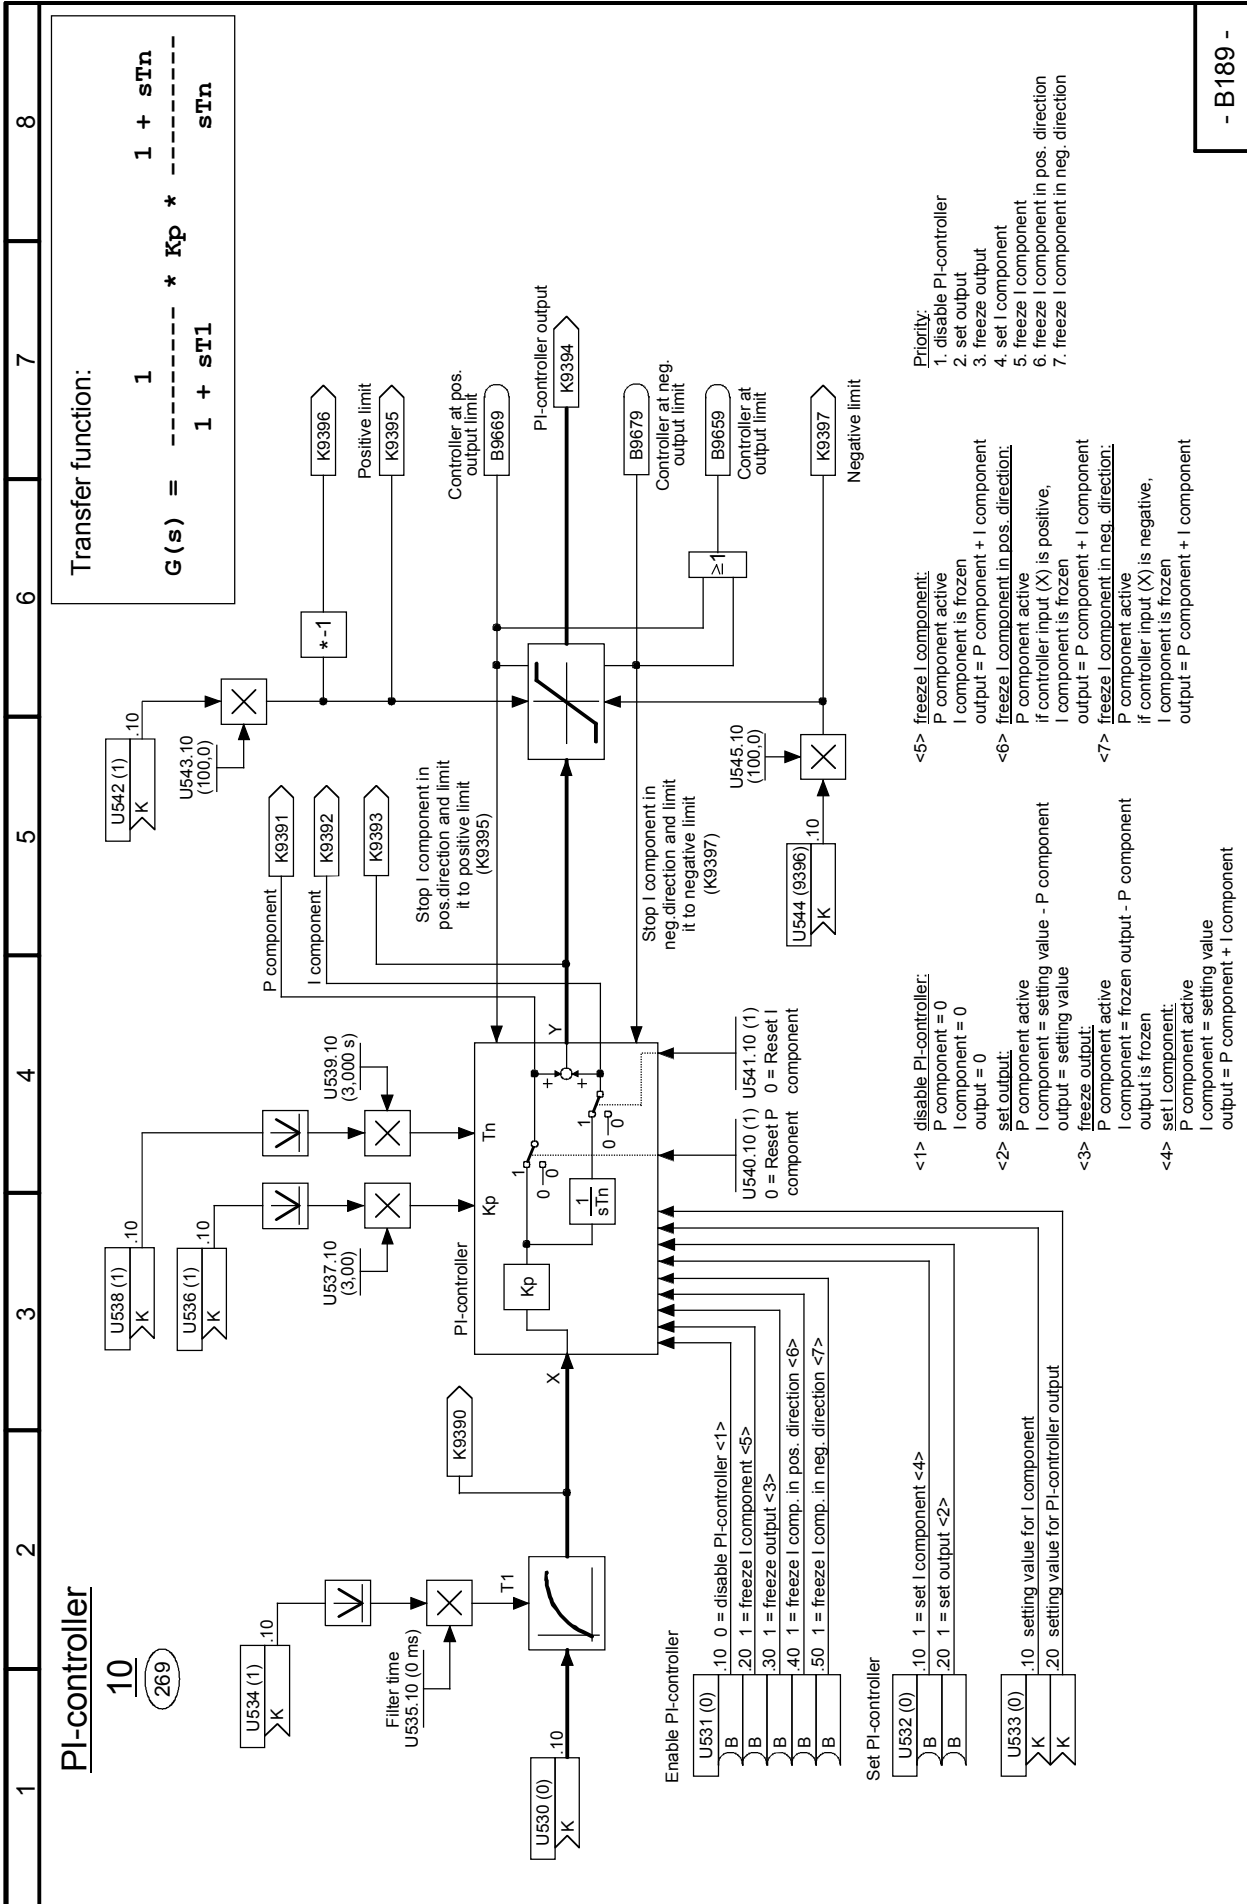 1 2 3 4 5 6 7 8
PI-controller
10
269
Transfer function:
1 1 + sTn
G(s) = ------- * Kp * ---------
1 + sT1 sTn
U534 (1)
K
.10
Filter time
U535.10 (0 ms)
T1
U530 (0)
K
.10
K9390
X
U538 (1)
K
.10
U536 (1)
K
.10
U537.10
(3,00)
U539.10
(3,000 s)
Kp
Tn
PI-controller
Kp
1
sTn
1
0
0
1
0
0
+
+
Y
U540.10 (1)
0 = Reset P
component
U541.10 (1)
0 = Reset I
component
P component
K9391
I component
K9392
K9393
Stop I component in
pos.direction and limit
it to positive limit
(K9395)
Stop I component in
neg.direction and limit
it to negative limit
(K9397)
U542 (1)
K
.10
U543.10
(100,0)
*-1
K9396
Positive limit
K9395
Controller at pos.
output limit
B9669
PI-controller output
K9394
B9679
Controller at neg.
output limit
≥1
B9659
Controller at
output limit
K9397
Negative limit
U545.10
(100,0)
U544 (9396)
K
.10
Enable PI-controller
U531 (0)
B .10 0 = disable PI-controller <1>
B .20 1 = freeze I component <5>
B .30 1 = freeze output <3>
B .40 1 = freeze I comp. in pos. direction <6>
B .50 1 = freeze I comp. in neg. direction <7>
Set PI-controller
U532 (0)
B .10 1 = set I component <4>
B .20 1 = set output <2>
U533 (0)
K .10 setting value for I component
K .20 setting value for PI-controller output
<1> disable PI-controller:
P component = 0
I component = 0
output = 0
<2> set output:
P component active
I component = setting value - P component
output = setting value
<3> freeze output:
P component active
I component = frozen output - P component
output is frozen
<4> set I component:
P component active
I component = setting value
output = P component + I component
<5> freeze I component:
P component active
I component is frozen
output = P component + I component
<6> freeze I component in pos. direction:
P component active
if controller input (X) is positive,
I component is frozen
output = P component + I component
<7> freeze I component in neg. direction:
P component active
if controller input (X) is negative,
I component is frozen
output = P component + I component
Priority:
1. disable PI-controller
2. set output
3. freeze output
4. set I component
5. freeze I component
6. freeze I component in pos. direction
7. freeze I component in neg. direction
- B189 -